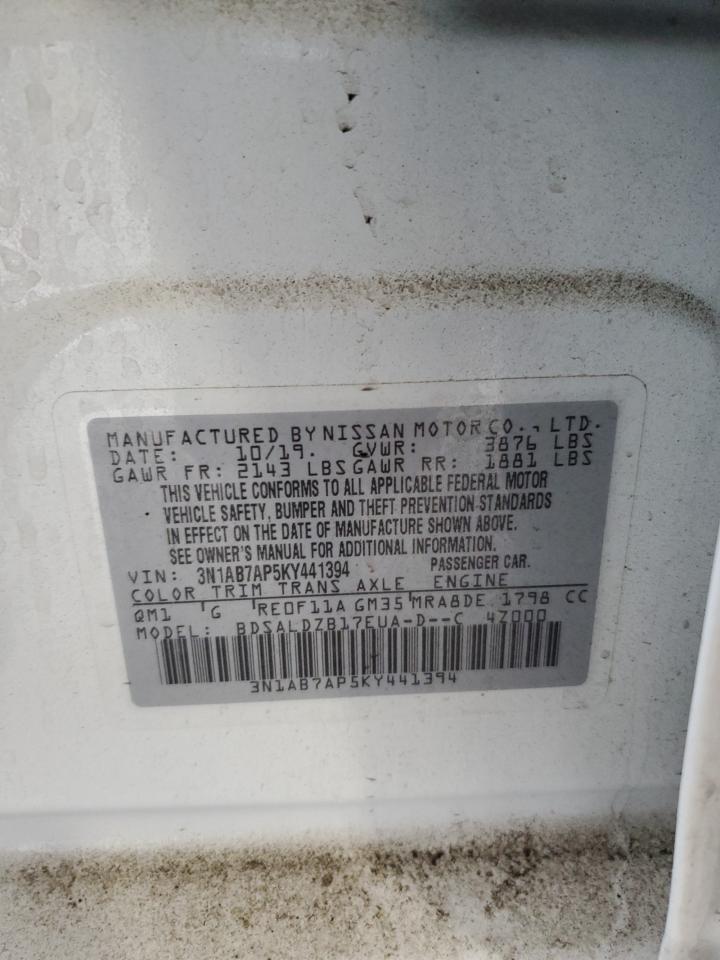 MANUFACTURED BY NISSAN MOTOR CO., LTD.
DATE: 10/19. GVWR: 3876 LBS
GAWR FR: 2143 LBS GAWR RR: 1881 LBS
THIS VEHICLE CONFORMS TO ALL APPLICABLE FEDERAL MOTOR
VEHICLE SAFETY, BUMPER AND THEFT PREVENTION STANDARDS
IN EFFECT ON THE DATE OF MANUFACTURE SHOWN ABOVE.
SEE OWNER'S MANUAL FOR ADDITIONAL INFORMATION.
VIN: 3N1AB7AP5KY441394 PASSENGER CAR.
COLOR TRIM TRANS AXLE ENGINE
QM1 G RE0F11A GM35 MRA8DE 1798 CC
MODEL: BDSALDZB17EUA-D--C 4Z000
3N1AB7AP5KY441394